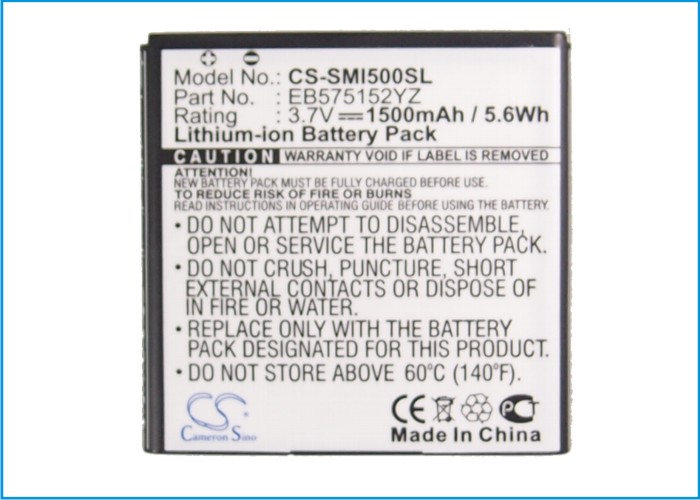 Model No.: CS-SMI500SL
Part No.: EB575152YZ
Rating : 3.7V 1500mAh / 5.6Wh
Lithium-ion Battery Pack
CAUTION WARRANTY VOID IF LABEL IS REMOVED
ATTENTION!
NEW BATTERY PACK MUST BE FULLY CHARGED BEFORE USE
TO REDUCE RISK OF FIRE OR BURNS
READ INSTRUCTIONS IN OPERATING GUIDE BEFORE USING BATTERY
• DO NOT ATTEMPT TO DISASSEMBLE,
OPEN OR SERVICE THE BATTERY PACK.
• DO NOT CRUSH, PUNCTURE, SHORT
EXTERNAL CONTACTS OR DISPOSE OF
IN FIRE OR WATER.
• REPLACE ONLY WITH THE BATTERY
PACK DESIGNATED FOR THIS DEVICE.
• DO NOT STORE ABOVE 60°C (140°F).
CS
Cameron Sino
CE PCT
Made In China